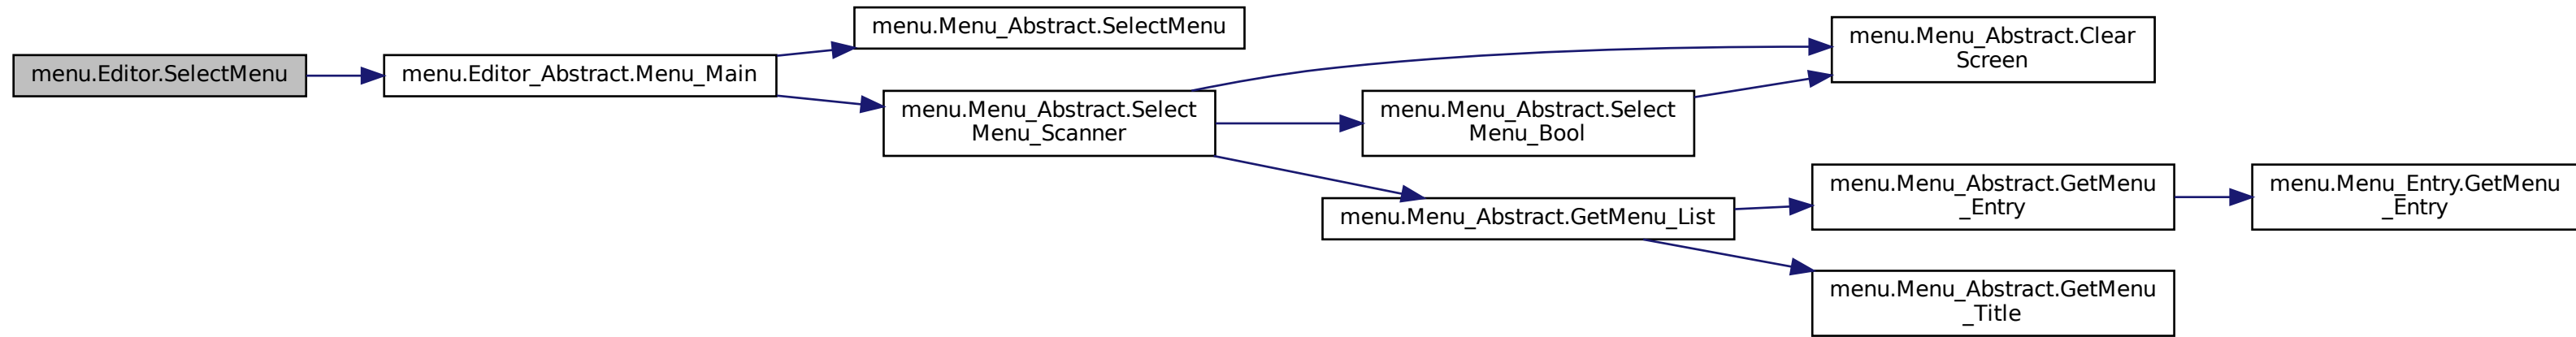 menu.Editor.SelectMenu
menu.Editor_Abstract.Menu_Main
menu.Menu_Abstract.SelectMenu
menu.Menu_Abstract.Select
Menu_Scanner
menu.Menu_Abstract.Clear
Screen
menu.Menu_Abstract.Select
Menu_Bool
menu.Menu_Abstract.GetMenu_List
menu.Menu_Abstract.GetMenu
_Entry
menu.Menu_Entry.GetMenu
_Entry
menu.Menu_Abstract.GetMenu
_Title